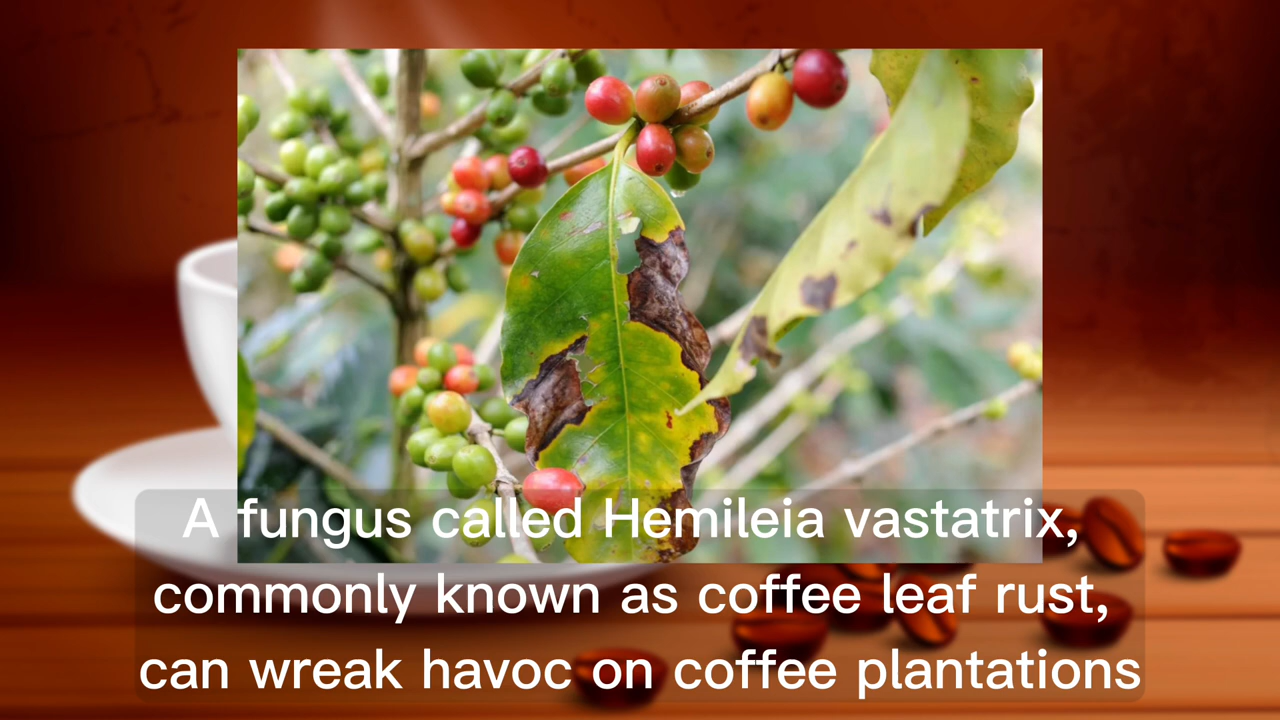 A fungus called Hemileia vastatrix,
commonly known as coffee leaf rust,
can wreak havoc on coffee plantations